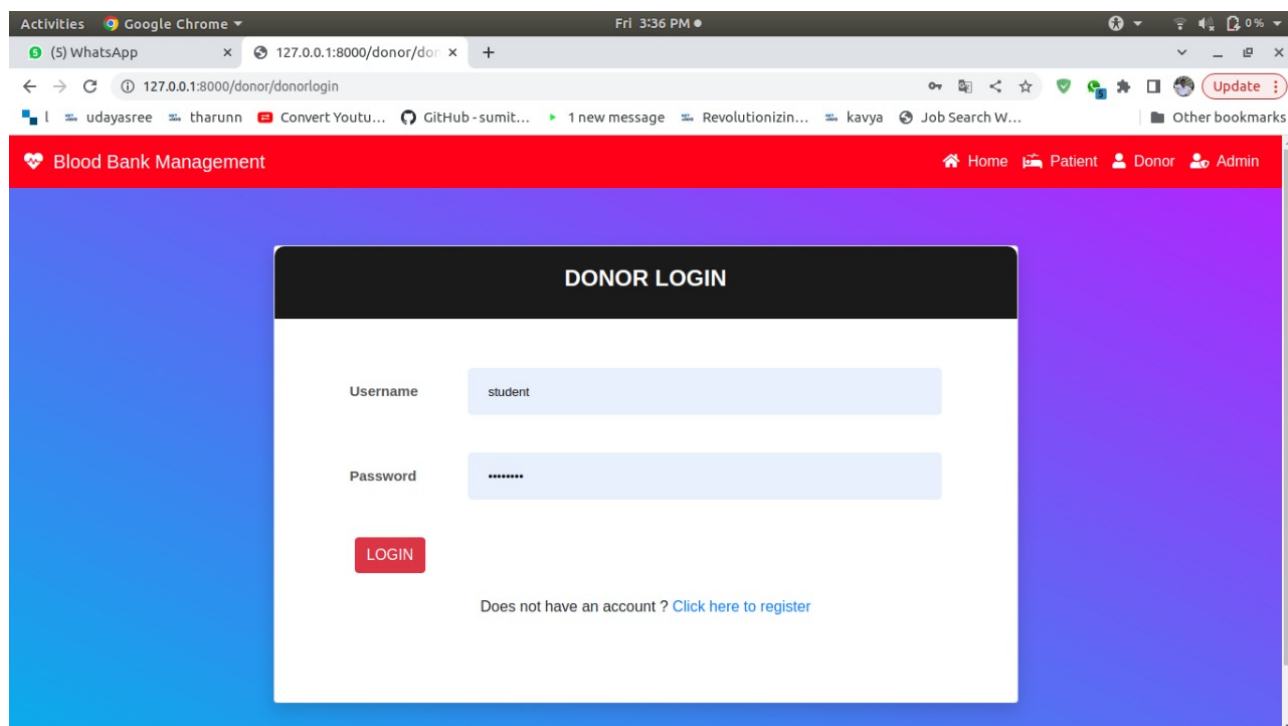 Activities Google Chrome Fri 3:36 PM 0%
(5) WhatsApp 127.0.0.1:8000/donor/don
127.0.0.1:8000/donor/donorlogin Update
l udayasree tharunn Convert Youtu... GitHub - sumit... 1 new message Revolutionizin... kavya Job Search W... Other bookmarks
Blood Bank Management Home Patient Donor Admin
DONOR LOGIN
Username student
Password ••••••••
LOGIN
Does not have an account ? Click here to register